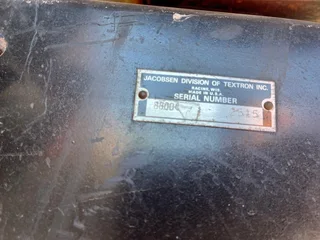 JACOBSEN DIVISION OF TEXTRON INC.
RACINE, WIS.
MADE IN U.S.A.
SERIAL NUMBER